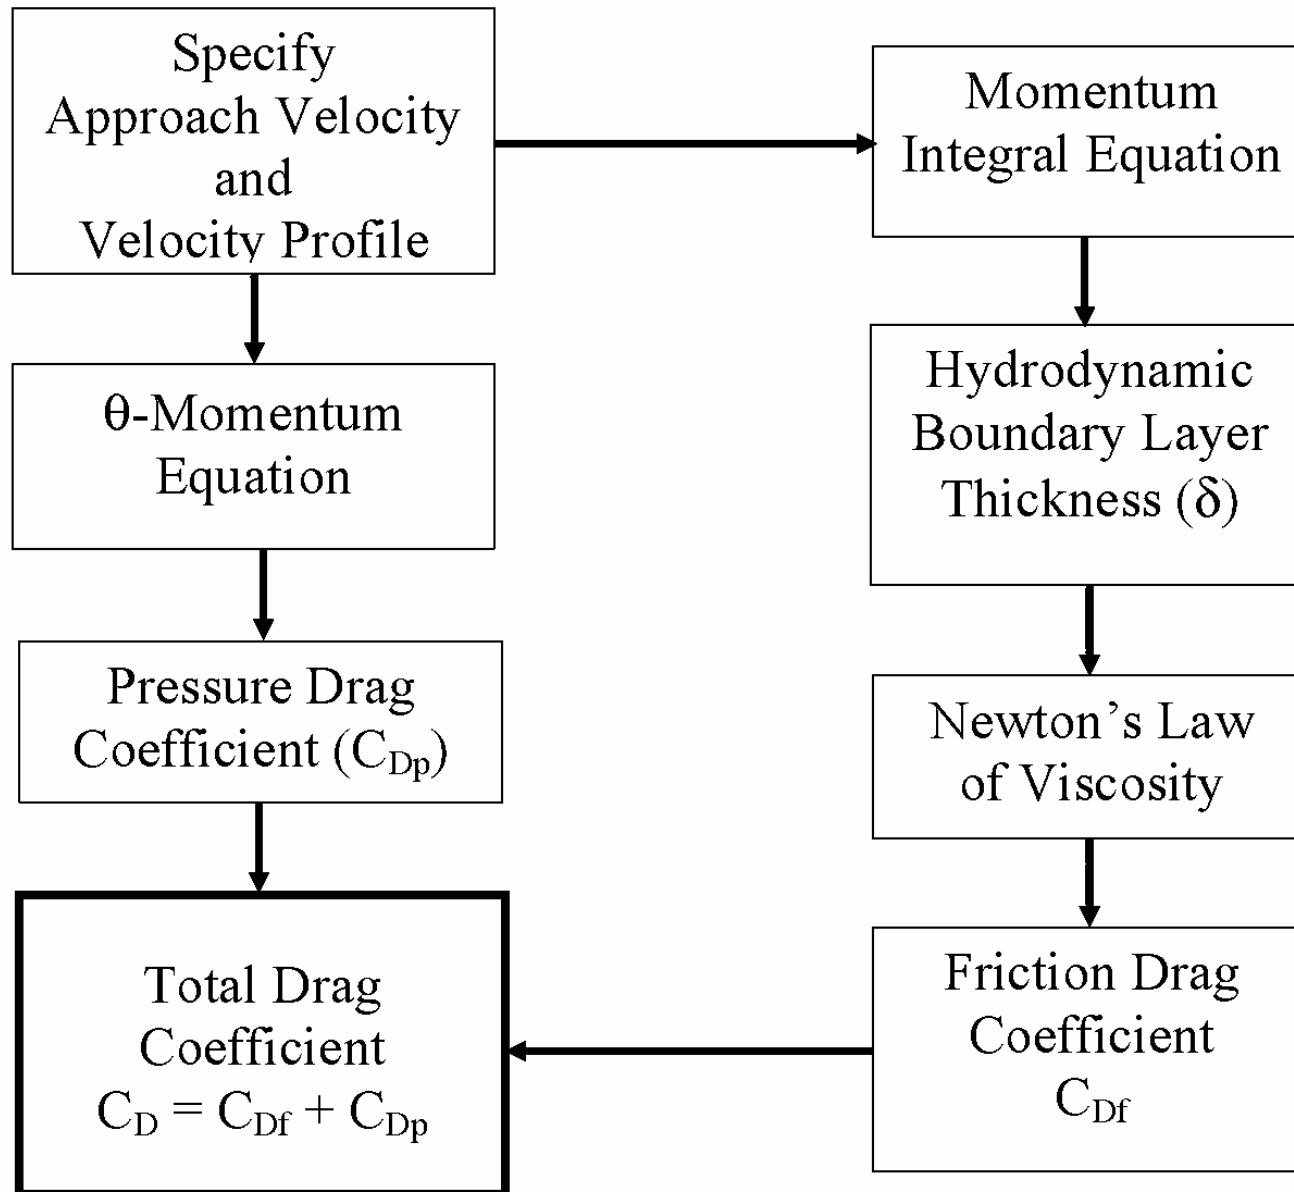 Specify
Approach Velocity
and
Velocity Profile
Momentum
Integral Equation
θ-Momentum
Equation
Hydrodynamic
Boundary Layer
Thickness (δ)
Pressure Drag
Coefficient (C_Dp)
Newton’s Law
of Viscosity
Total Drag
Coefficient
C_D = C_Df + C_Dp
Friction Drag
Coefficient
C_Df